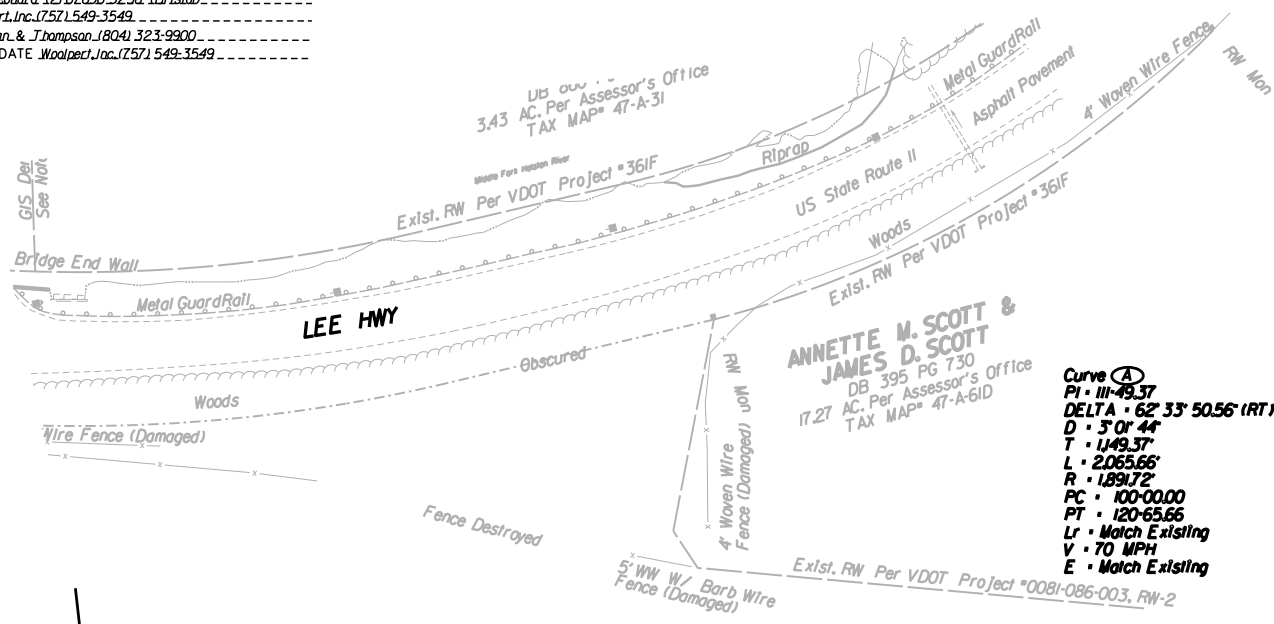 rt,Inc.(757) 549-3549
n & Thompson (804) 323-9900
DATE Woolpert,Inc.(757) 549-3549
3.43 AC. Per Assessor's Office
TAX MAP# 47-A-31
Middle Fork Holston River
Exist. RW Per VDOT Project #361F
Riprap
Metal GuardRail
Asphalt Pavement
4' Woven Wire Fence
RW Mon
US State Route 11
GIS
See
Bridge End Wall
Metal GuardRail
LEE HWY
Woods
Exist. RW Per VDOT Project #361F
Obscured
Woods
Wire Fence (Damaged)
RW Mon
ANNETTE M. SCOTT &
JAMES D. SCOTT
DB 395 PG 730
17.27 AC. Per Assessor's Office
TAX MAP# 47-A-61D
4' Woven Wire
Fence (Damaged)
Fence Destroyed
5' WW W/ Barb Wire
Fence (Damaged)
Exist. RW Per VDOT Project #0081-086-003, RW-2
Curve A
PI = 111+49.37
DELTA = 62° 33' 50.56" (RT)
D = 3° 01' 44"
T = 1,149.37'
L = 2,065.66'
R = 1,891.72'
PC = 100+00.00
PT = 120+65.66
Lr = Match Existing
V = 70 MPH
E = Match Existing